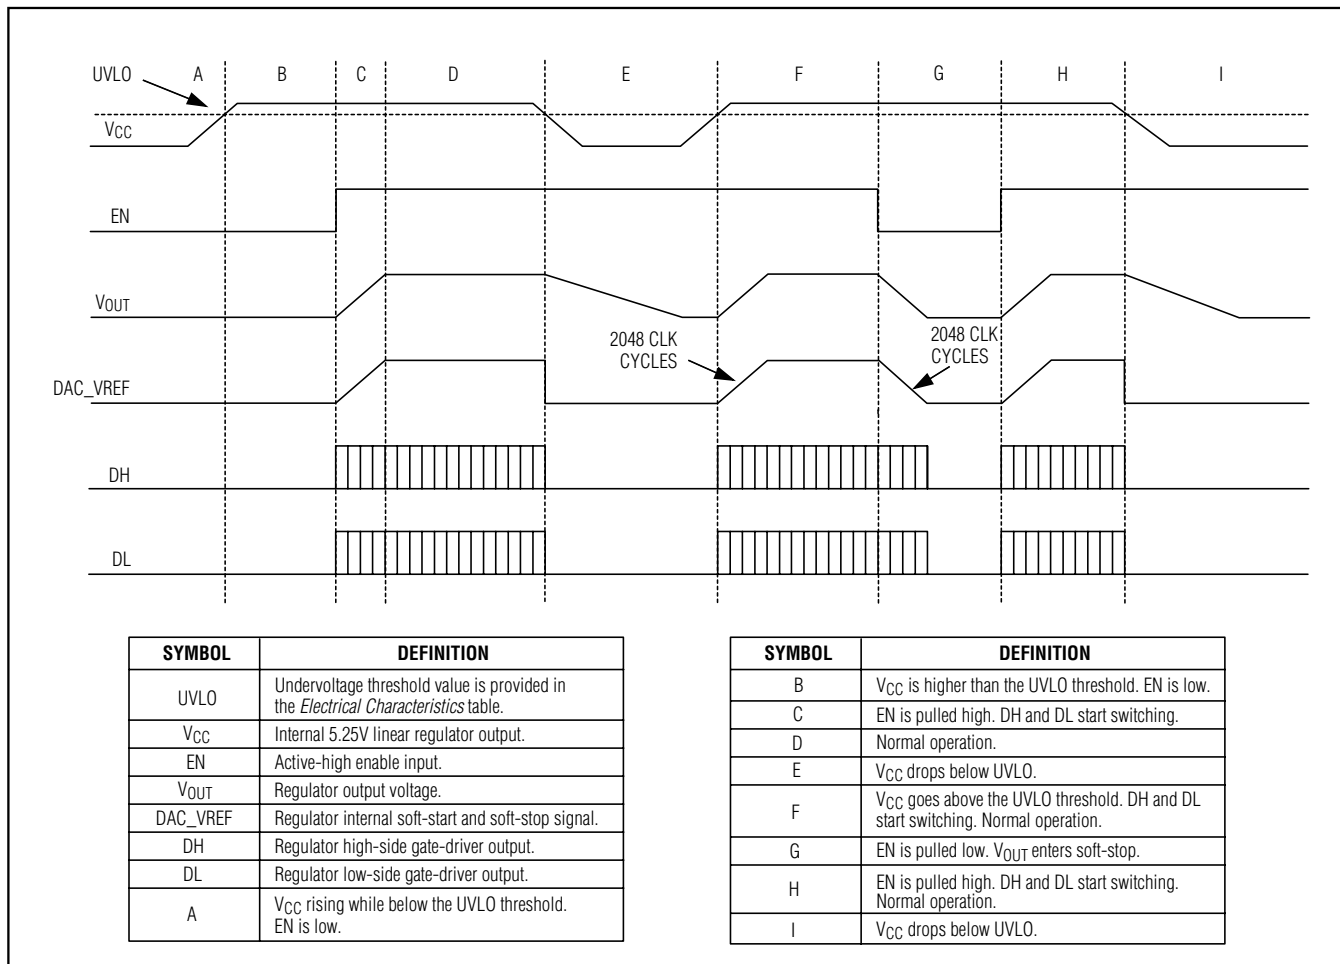 UVLO A B C D E F G H I
VCC
EN
VOUT
2048 CLK
CYCLES
2048 CLK
CYCLES
DAC_VREF
DH
DL
SYMBOL DEFINITION
UVLO Undervoltage threshold value is provided in
the Electrical Characteristics table.
VCC Internal 5.25V linear regulator output.
EN Active-high enable input.
VOUT Regulator output voltage.
DAC_VREF Regulator internal soft-start and soft-stop signal.
DH Regulator high-side gate-driver output.
DL Regulator low-side gate-driver output.
A VCC rising while below the UVLO threshold.
EN is low.
SYMBOL DEFINITION
B VCC is higher than the UVLO threshold. EN is low.
C EN is pulled high. DH and DL start switching.
D Normal operation.
E VCC drops below UVLO.
F VCC goes above the UVLO threshold. DH and DL
start switching. Normal operation.
G EN is pulled low. VOUT enters soft-stop.
H EN is pulled high. DH and DL start switching.
Normal operation.
I VCC drops below UVLO.